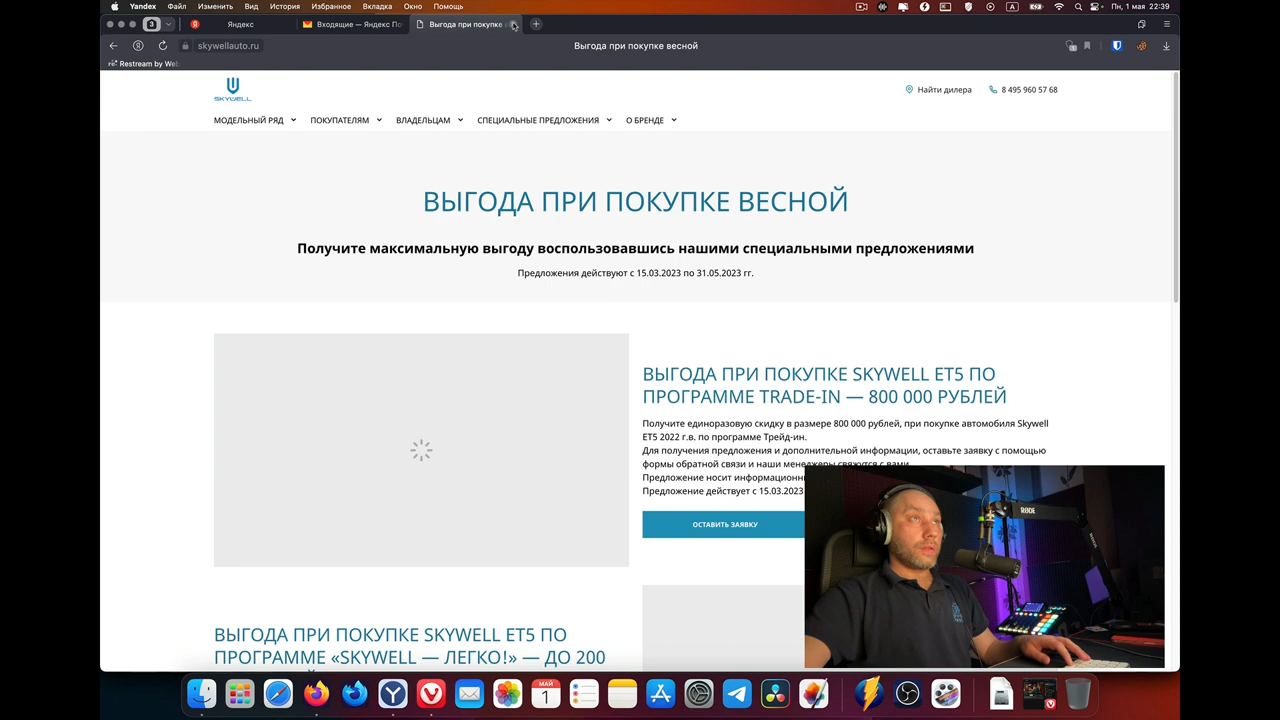 Yandex Файл Изменить Вид История Избранное Вкладка Окно Помощь
A
Пн, 1 мая 22:39
3
Яндекс
Входящие — Яндекс По
Выгода при покупке
skywellauto.ru
Выгода при покупке весной
Restream by Web
SKYWELL
Найти дилера
8 495 960 57 68
МОДЕЛЬНЫЙ РЯД ПОКУПАТЕЛЯМ ВЛАДЕЛЬЦАМ СПЕЦИАЛЬНЫЕ ПРЕДЛОЖЕНИЯ О БРЕНДЕ
ВЫГОДА ПРИ ПОКУПКЕ ВЕСНОЙ
Получите максимальную выгоду воспользовавшись нашими специальными предложениями
Предложения действуют с 15.03.2023 по 31.05.2023 гг.
ВЫГОДА ПРИ ПОКУПКЕ SKYWELL ET5 ПО
ПРОГРАММЕ TRADE-IN — 800 000 РУБЛЕЙ
Получите единоразовую скидку в размере 800 000 рублей, при покупке автомобиля Skywell
ET5 2022 г.в. по программе Трейд-ин.
Для получения предложения и дополнительной информации, оставьте заявку с помощью
формы обратной связи и наши менеджеры свяжутся с вами.
Предложение носит информационн
Предложение действует с 15.03.2023
ОСТАВИТЬ ЗАЯВКУ
RØDE
ВЫГОДА ПРИ ПОКУПКЕ SKYWELL ET5 ПО
ПРОГРАММЕ «SKYWELL — ЛЕГКО!» — ДО 200
МАЙ
1